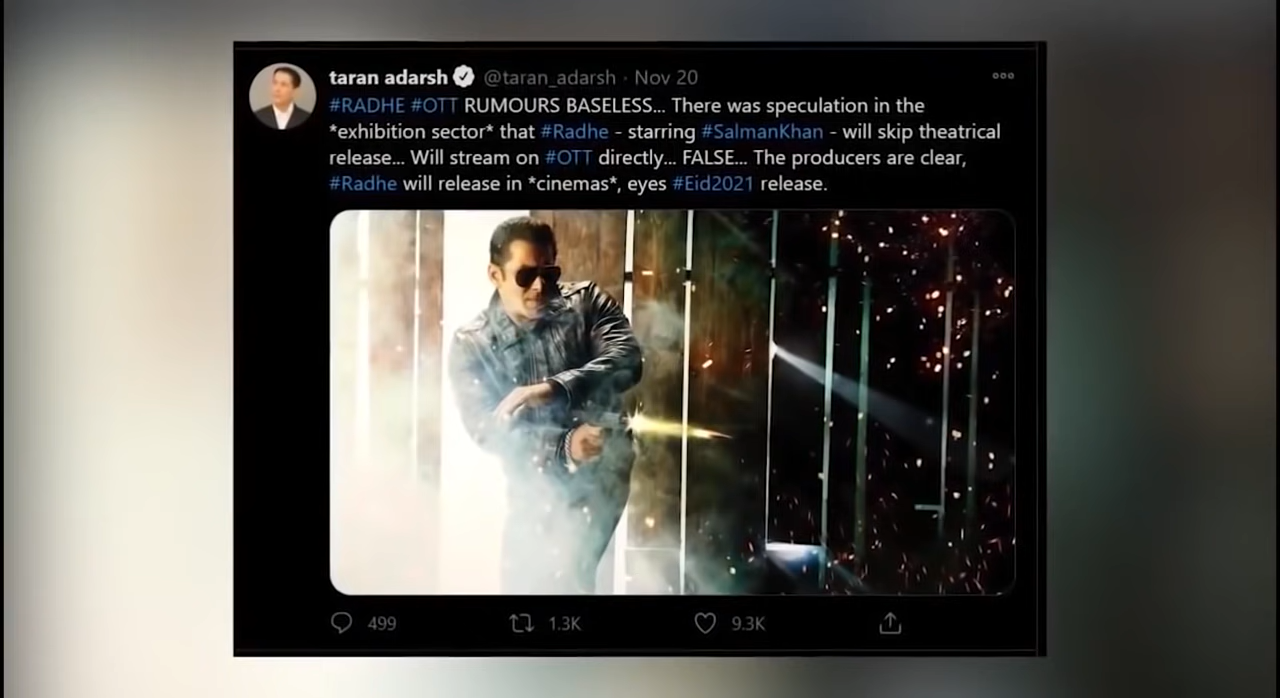 taran adarsh @taran_adarsh · Nov 20
#RADHE #OTT RUMOURS BASELESS... There was speculation in the
*exhibition sector* that #Radhe - starring #SalmanKhan - will skip theatrical
release... Will stream on #OTT directly... FALSE... The producers are clear,
#Radhe will release in *cinemas*, eyes #Eid2021 release.
499 1.3K 9.3K